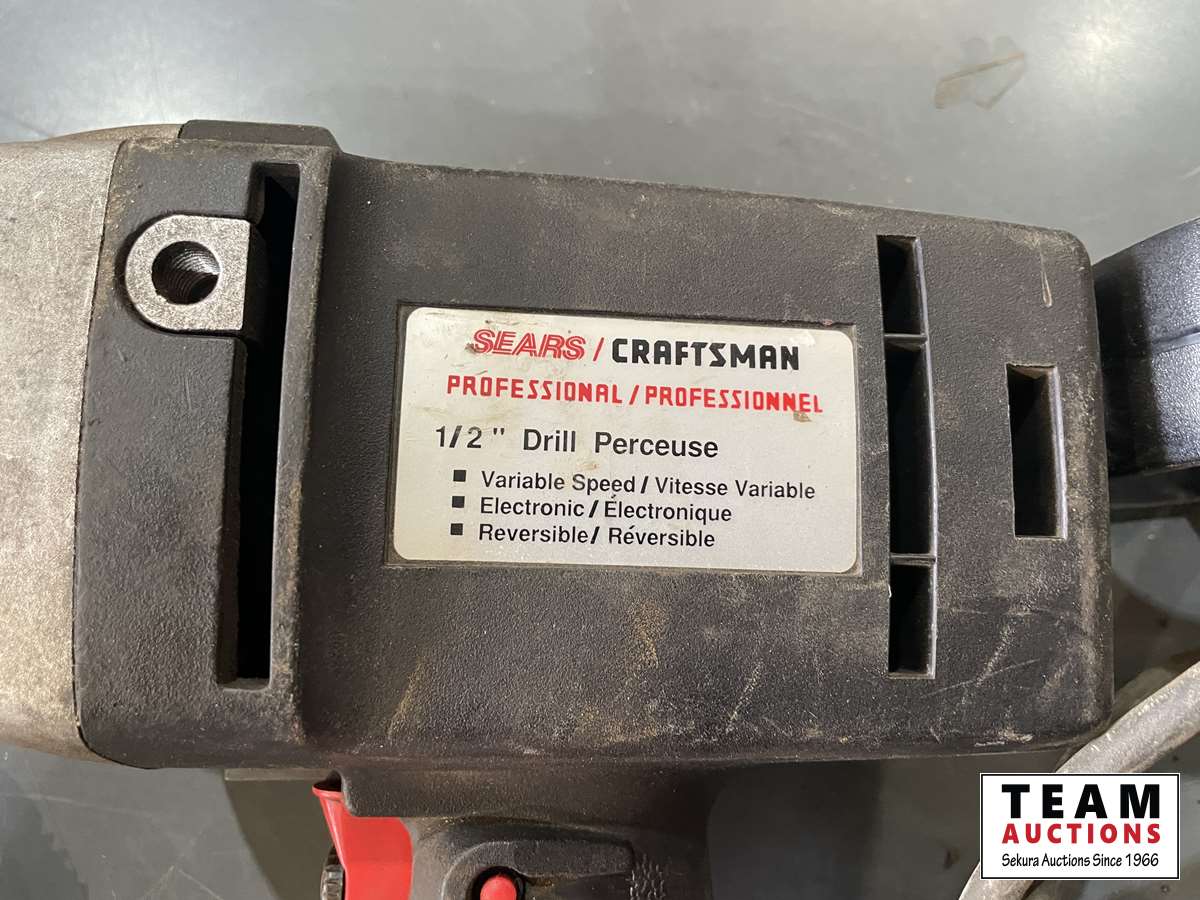 SEARS / CRAFTSMAN
PROFESSIONAL / PROFESSIONNEL
1/2" Drill Perceuse
▪ Variable Speed / Vitesse Variable
▪ Electronic / Électronique
▪ Reversible / Réversible
TEAM
AUCTIONS
Sekura Auctions Since 1966